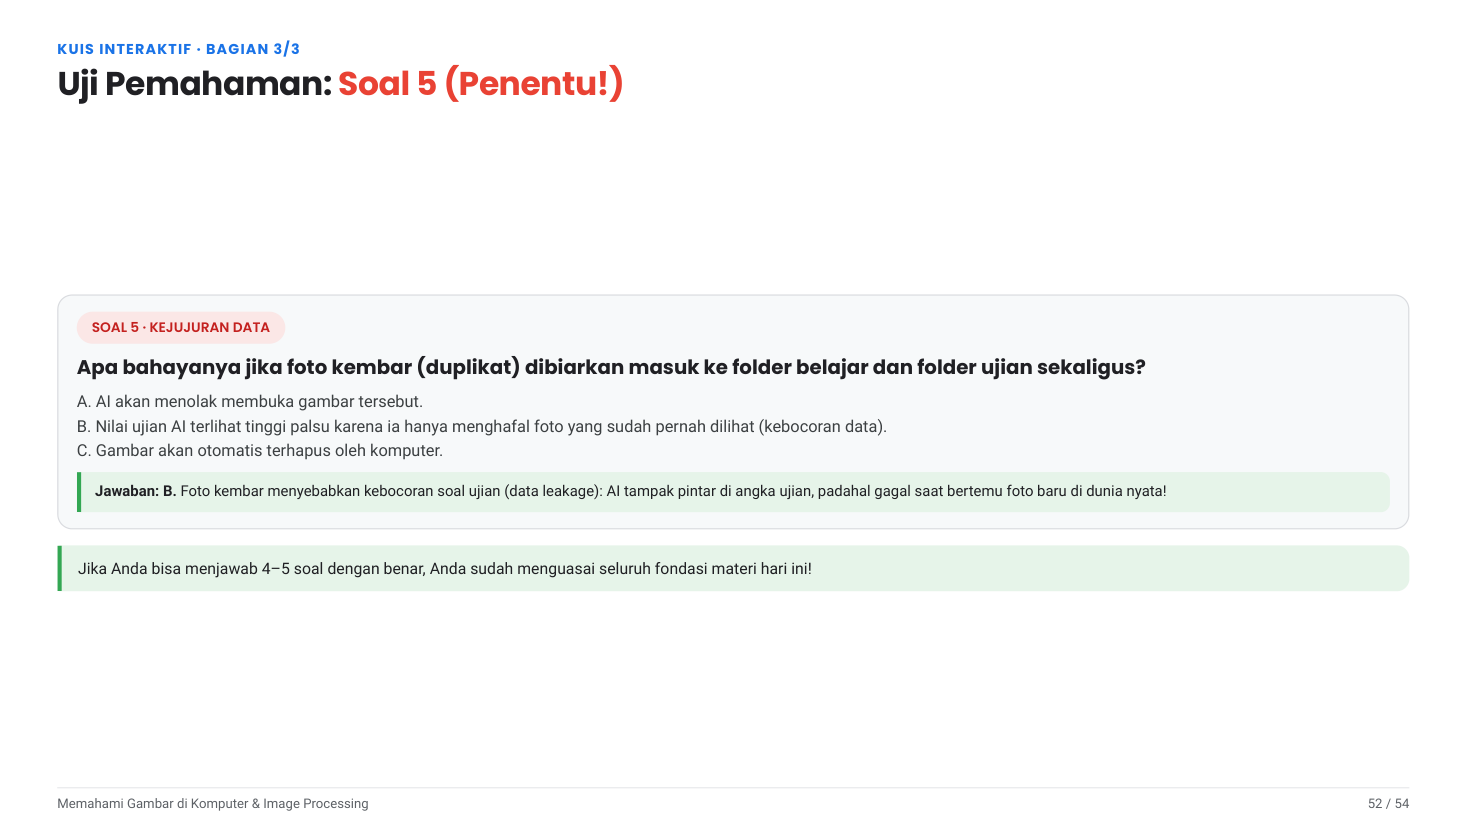 KUIS INTERAKTIF · BAGIAN 3/3
Uji Pemahaman: Soal 5 (Penentu!)
SOAL 5 · KEJUJURAN DATA
Apa bahayanya jika foto kembar (duplikat) dibiarkan masuk ke folder belajar dan folder ujian sekaligus?
A. AI akan menolak membuka gambar tersebut.
B. Nilai ujian AI terlihat tinggi palsu karena ia hanya menghafal foto yang sudah pernah dilihat (kebocoran data).
C. Gambar akan otomatis terhapus oleh komputer.
Jawaban: B. Foto kembar menyebabkan kebocoran soal ujian (data leakage): AI tampak pintar di angka ujian, padahal gagal saat bertemu foto baru di dunia nyata!
Jika Anda bisa menjawab 4–5 soal dengan benar, Anda sudah menguasai seluruh fondasi materi hari ini!
Memahami Gambar di Komputer & Image Processing
52 / 54